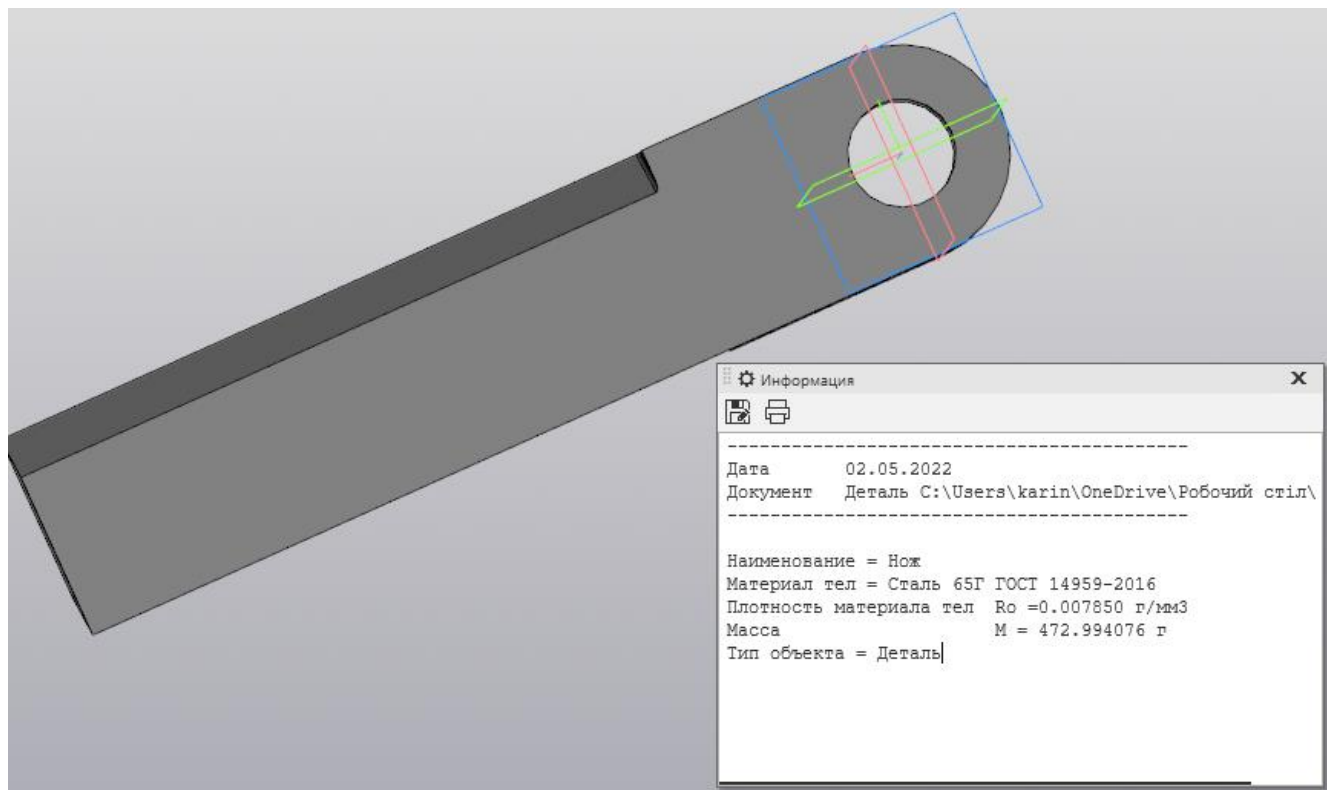 Информация
Дата 02.05.2022
Документ Деталь C:\Users\karin\OneDrive\Робочий стіл\
Наименование = Нож
Материал тел = Сталь 65Г ГОСТ 14959-2016
Плотность материала тел Ro =0.007850 г/мм3
Масса M = 472.994076 г
Тип объекта = Деталь